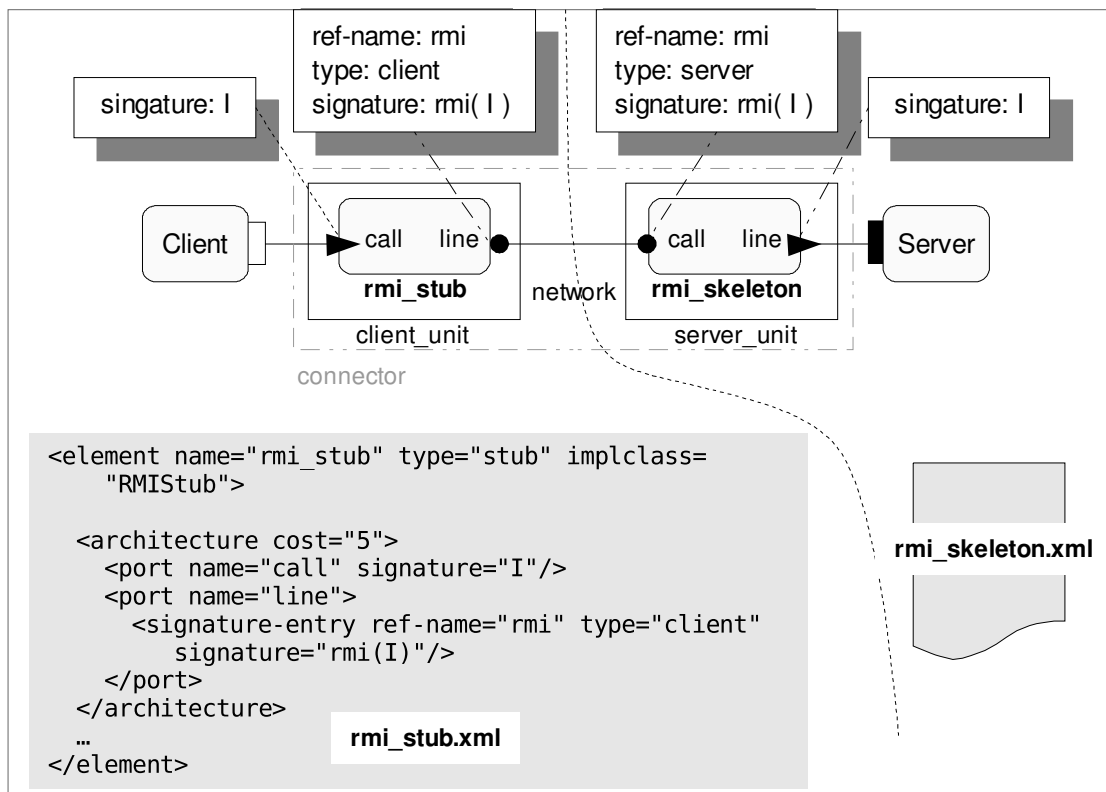 ref-name: rmi
type: client
signature: rmi( I )
ref-name: rmi
type: server
signature: rmi( I )
singature: I
singature: I
Client
call line
rmi_stub
client_unit
network
call line
rmi_skeleton
server_unit
Server
connector
<element name="rmi_stub" type="stub" implclass=
"RMIStub">
<architecture cost="5">
<port name="call" signature="I"/>
<port name="line">
<signature-entry ref-name="rmi" type="client"
signature="rmi(I)"/>
</port>
</architecture>
…
</element>
rmi_stub.xml
rmi_skeleton.xml